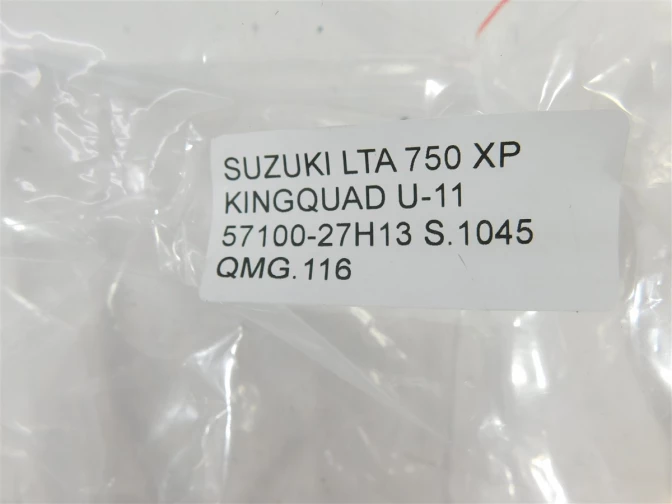 SUZUKI LTA 750 XP
KINGQUAD U-11
57100-27H13 S.1045
QMG.116